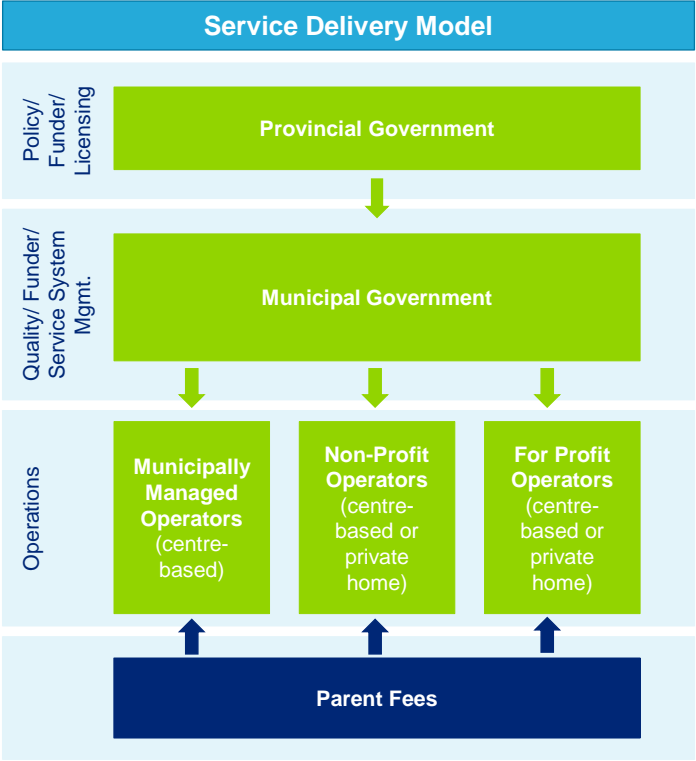 Service Delivery Model
Policy/
Funder/
Licensing
Provincial Government
Quality/ Funder/
Service System
Mgmt.
Municipal Government
Operations
Municipally
Managed
Operators
(centre-
based)
Non-Profit
Operators
(centre-
based or
private
home)
For Profit
Operators
(centre-
based or
private
home)
Parent Fees